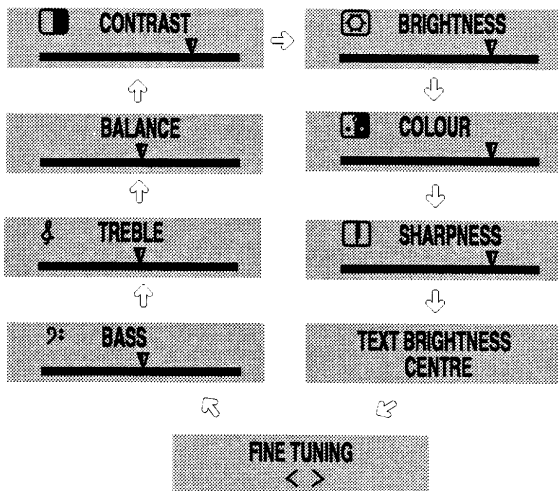 CONTRAST
BRIGHTNESS
BALANCE
COLOUR
TREBLE
SHARPNESS
BASS
TEXT BRIGHTNESS
CENTRE
FINE TUNING
< >